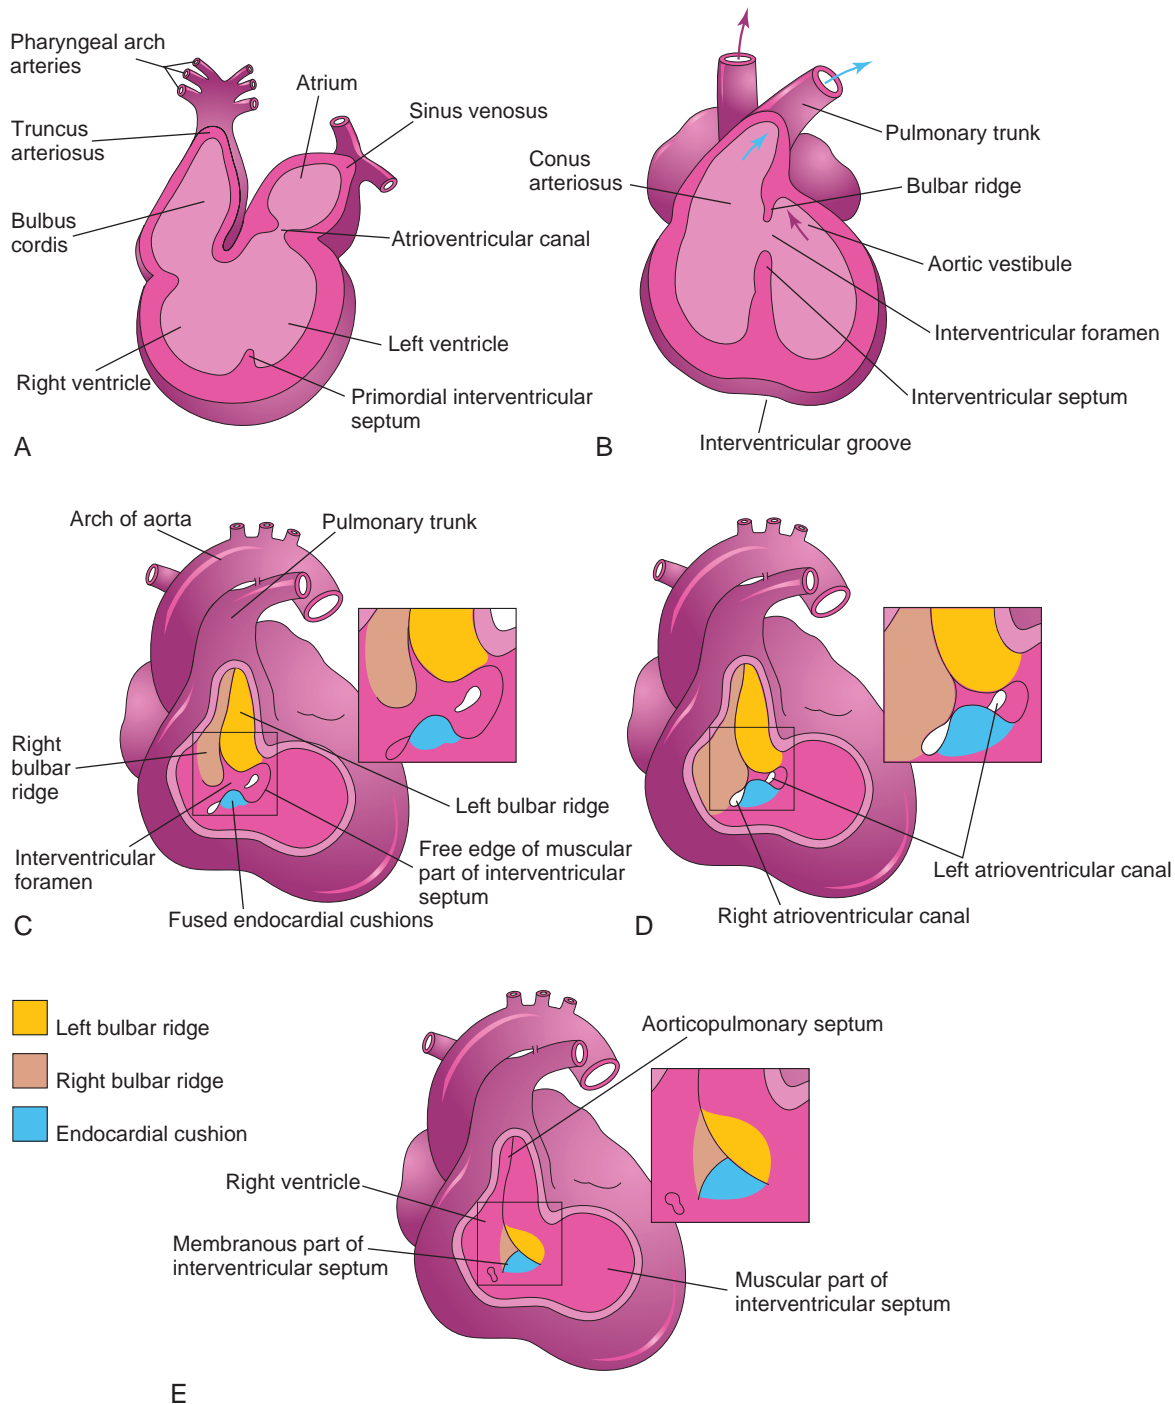 Pharyngeal arch
arteries
Atrium
Sinus venosus
Truncus
arteriosus
Bulbus
cordis
Atrioventricular canal
Left ventricle
Right ventricle
Primordial interventricular
septum
A
Pulmonary trunk
Conus
arteriosus
Bulbar ridge
Aortic vestibule
Interventricular foramen
Interventricular septum
Interventricular groove
B
Arch of aorta
Pulmonary trunk
Right
bulbar
ridge
Left bulbar ridge
Interventricular
foramen
Free edge of muscular
part of interventricular
septum
Fused endocardial cushions
C
Left atrioventricular canal
Right atrioventricular canal
D
Left bulbar ridge
Right bulbar ridge
Endocardial cushion
Aorticopulmonary septum
Right ventricle
Membranous part of
interventricular septum
Muscular part of
interventricular septum
E